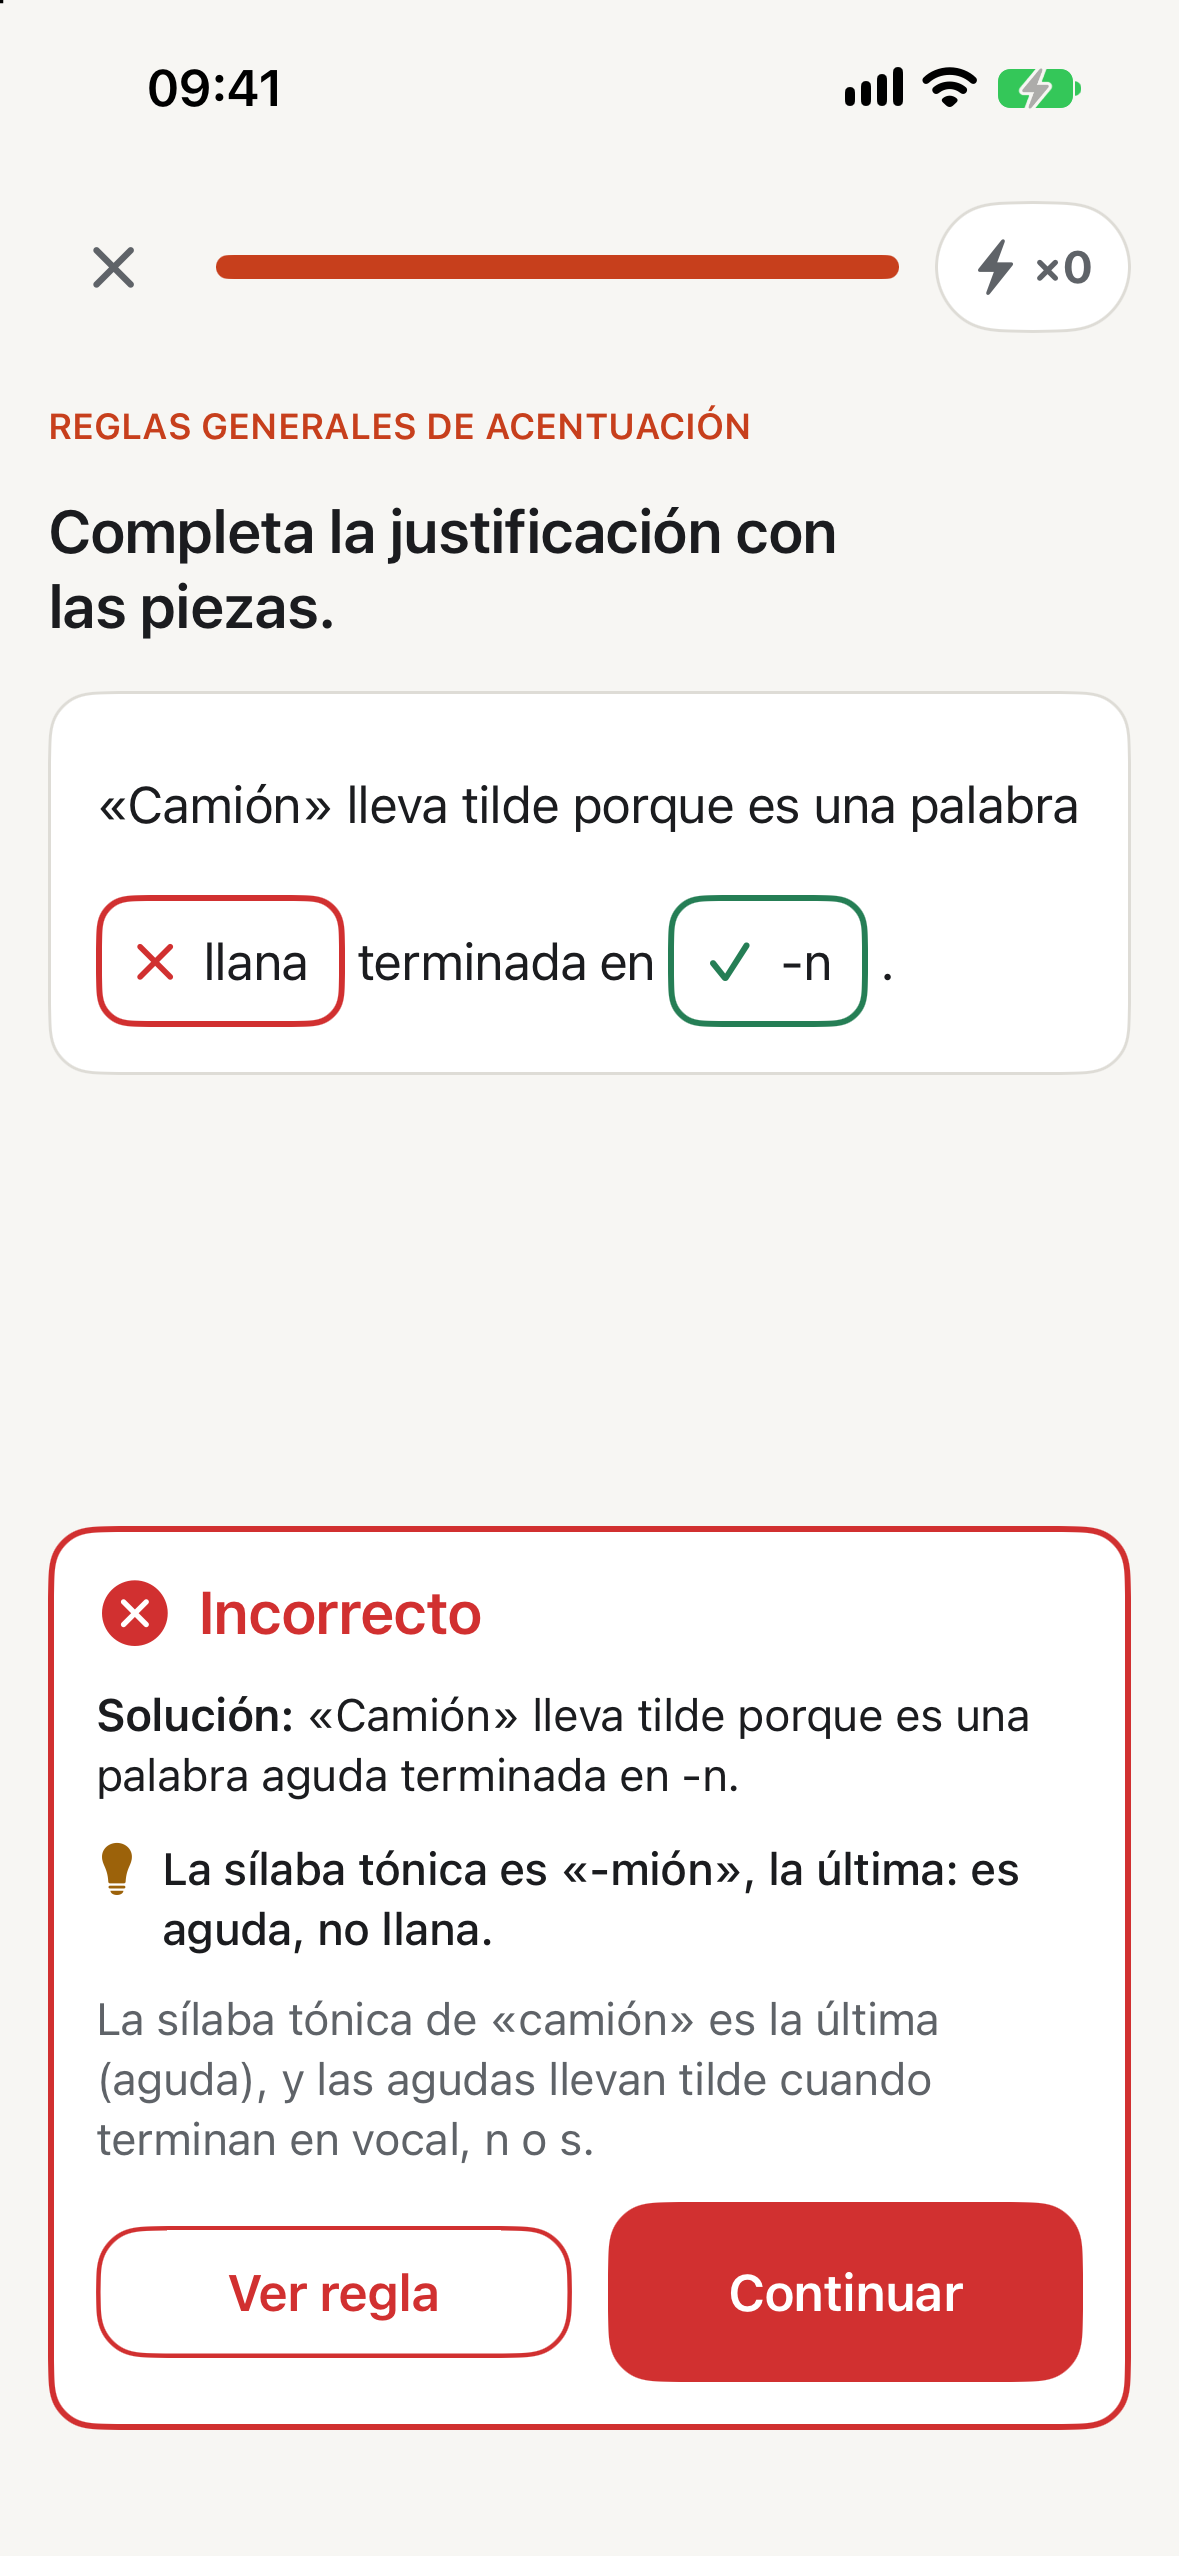 09:41
×0
REGLAS GENERALES DE ACENTUACIÓN
Completa la justificación con
las piezas.
«Camión» lleva tilde porque es una palabra
llana terminada en -n .
Incorrecto
Solución: «Camión» lleva tilde porque es una
palabra aguda terminada en -n.
La sílaba tónica es «-mión», la última: es
aguda, no llana.
La sílaba tónica de «camión» es la última
(aguda), y las agudas llevan tilde cuando
terminan en vocal, n o s.
Ver regla
Continuar